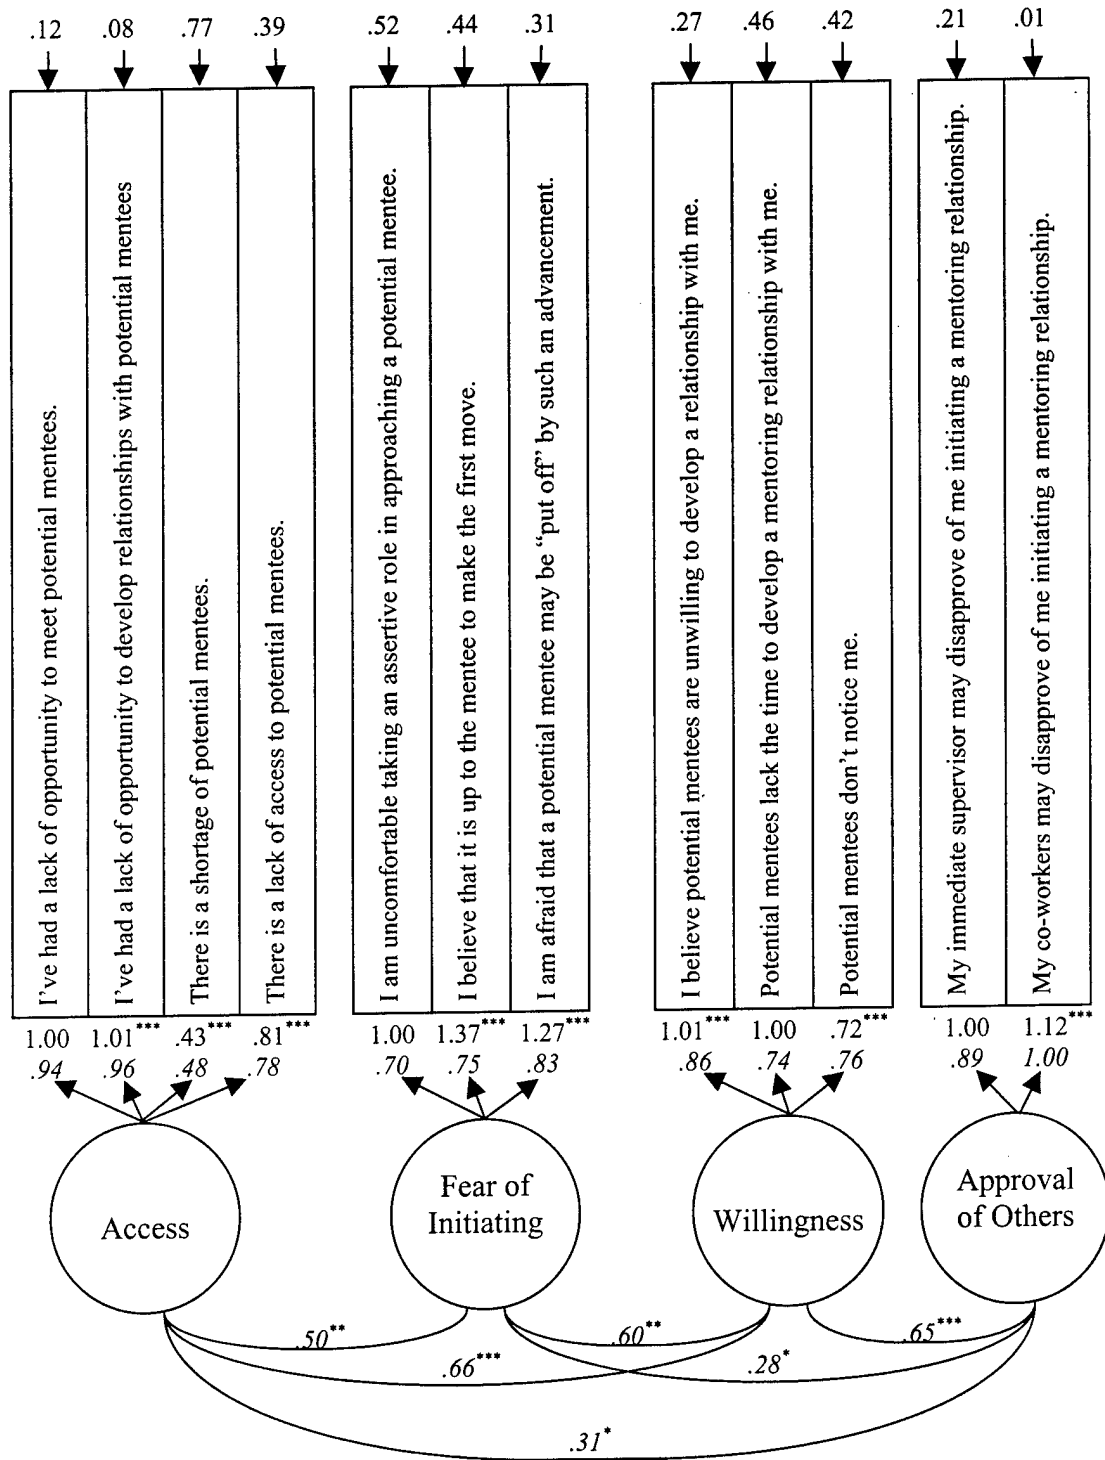 .12 .08 .77 .39 .52 .44 .31 .27 .46 .42 .21 .01
I've had a lack of opportunity to meet potential mentees.
I've had a lack of opportunity to develop relationships with potential mentees
There is a shortage of potential mentees.
There is a lack of access to potential mentees.
I am uncomfortable taking an assertive role in approaching a potential mentee.
I believe that it is up to the mentee to make the first move.
I am afraid that a potential mentee may be “put off” by such an advancement.
I believe potential mentees are unwilling to develop a relationship with me.
Potential mentees lack the time to develop a mentoring relationship with me.
Potential mentees don't notice me.
My immediate supervisor may disapprove of me initiating a mentoring relationship.
My co-workers may disapprove of me initiating a mentoring relationship.
1.00 1.01*** .43*** .81*** 1.00 1.37*** 1.27*** 1.01*** 1.00 .72*** 1.00 1.12***
.94 .96 .48 .78 .70 .75 .83 .86 .74 .76 .89 1.00
Access
Fear of
Initiating
Willingness
Approval
of Others
.50** .60** .65***
.66*** .28*
.31*